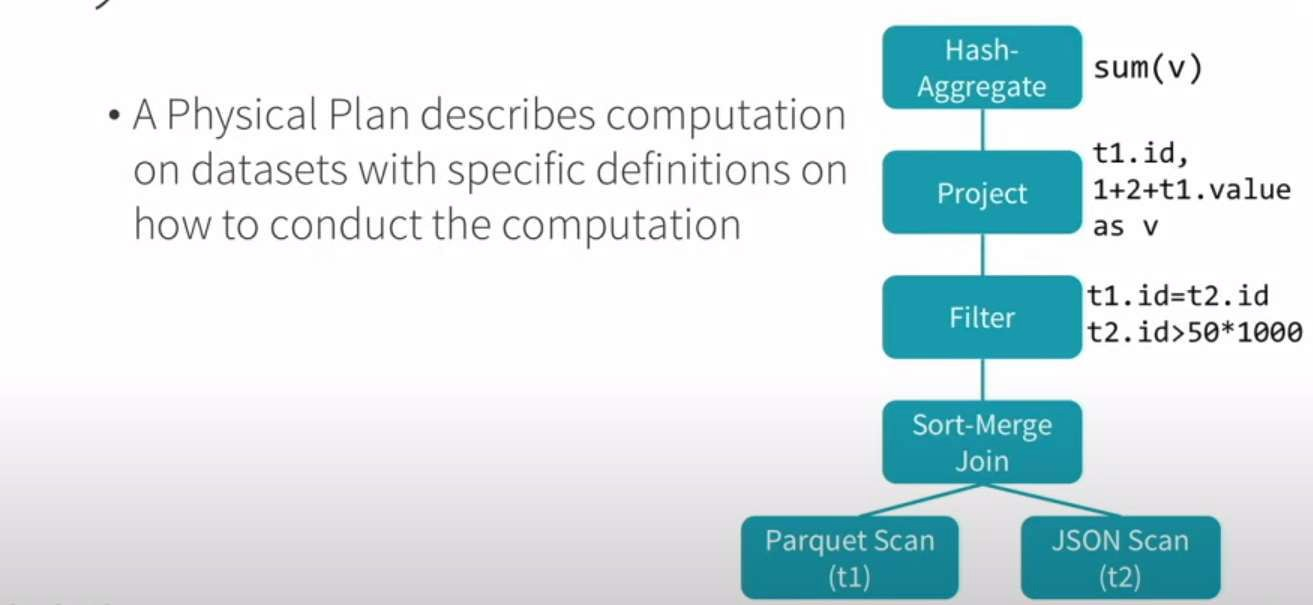 • A Physical Plan describes computation
on datasets with specific definitions on
how to conduct the computation
Hash-
Aggregate
sum(v)
Project
t1.id,
1+2+t1.value
as v
Filter
t1.id=t2.id
t2.id>50*1000
Sort-Merge
Join
Parquet Scan
(t1)
JSON Scan
(t2)